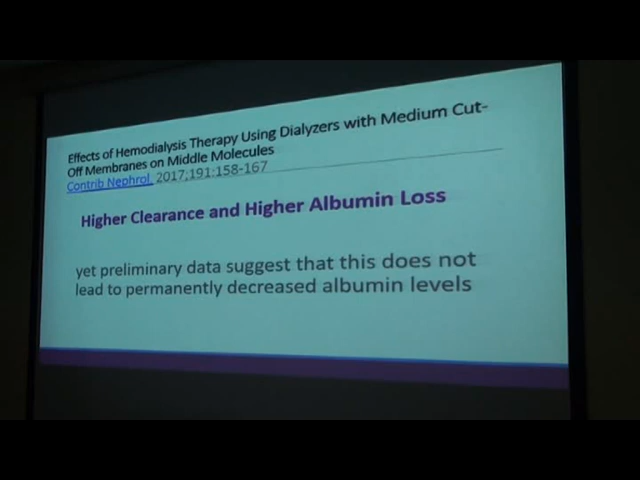 Effects of Hemodialysis Therapy Using Dialyzers with Medium Cut-
Off Membranes on Middle Molecules
Contrib Nephrol. 2017;191:158-167
Higher Clearance and Higher Albumin Loss
yet preliminary data suggest that this does not
lead to permanently decreased albumin levels